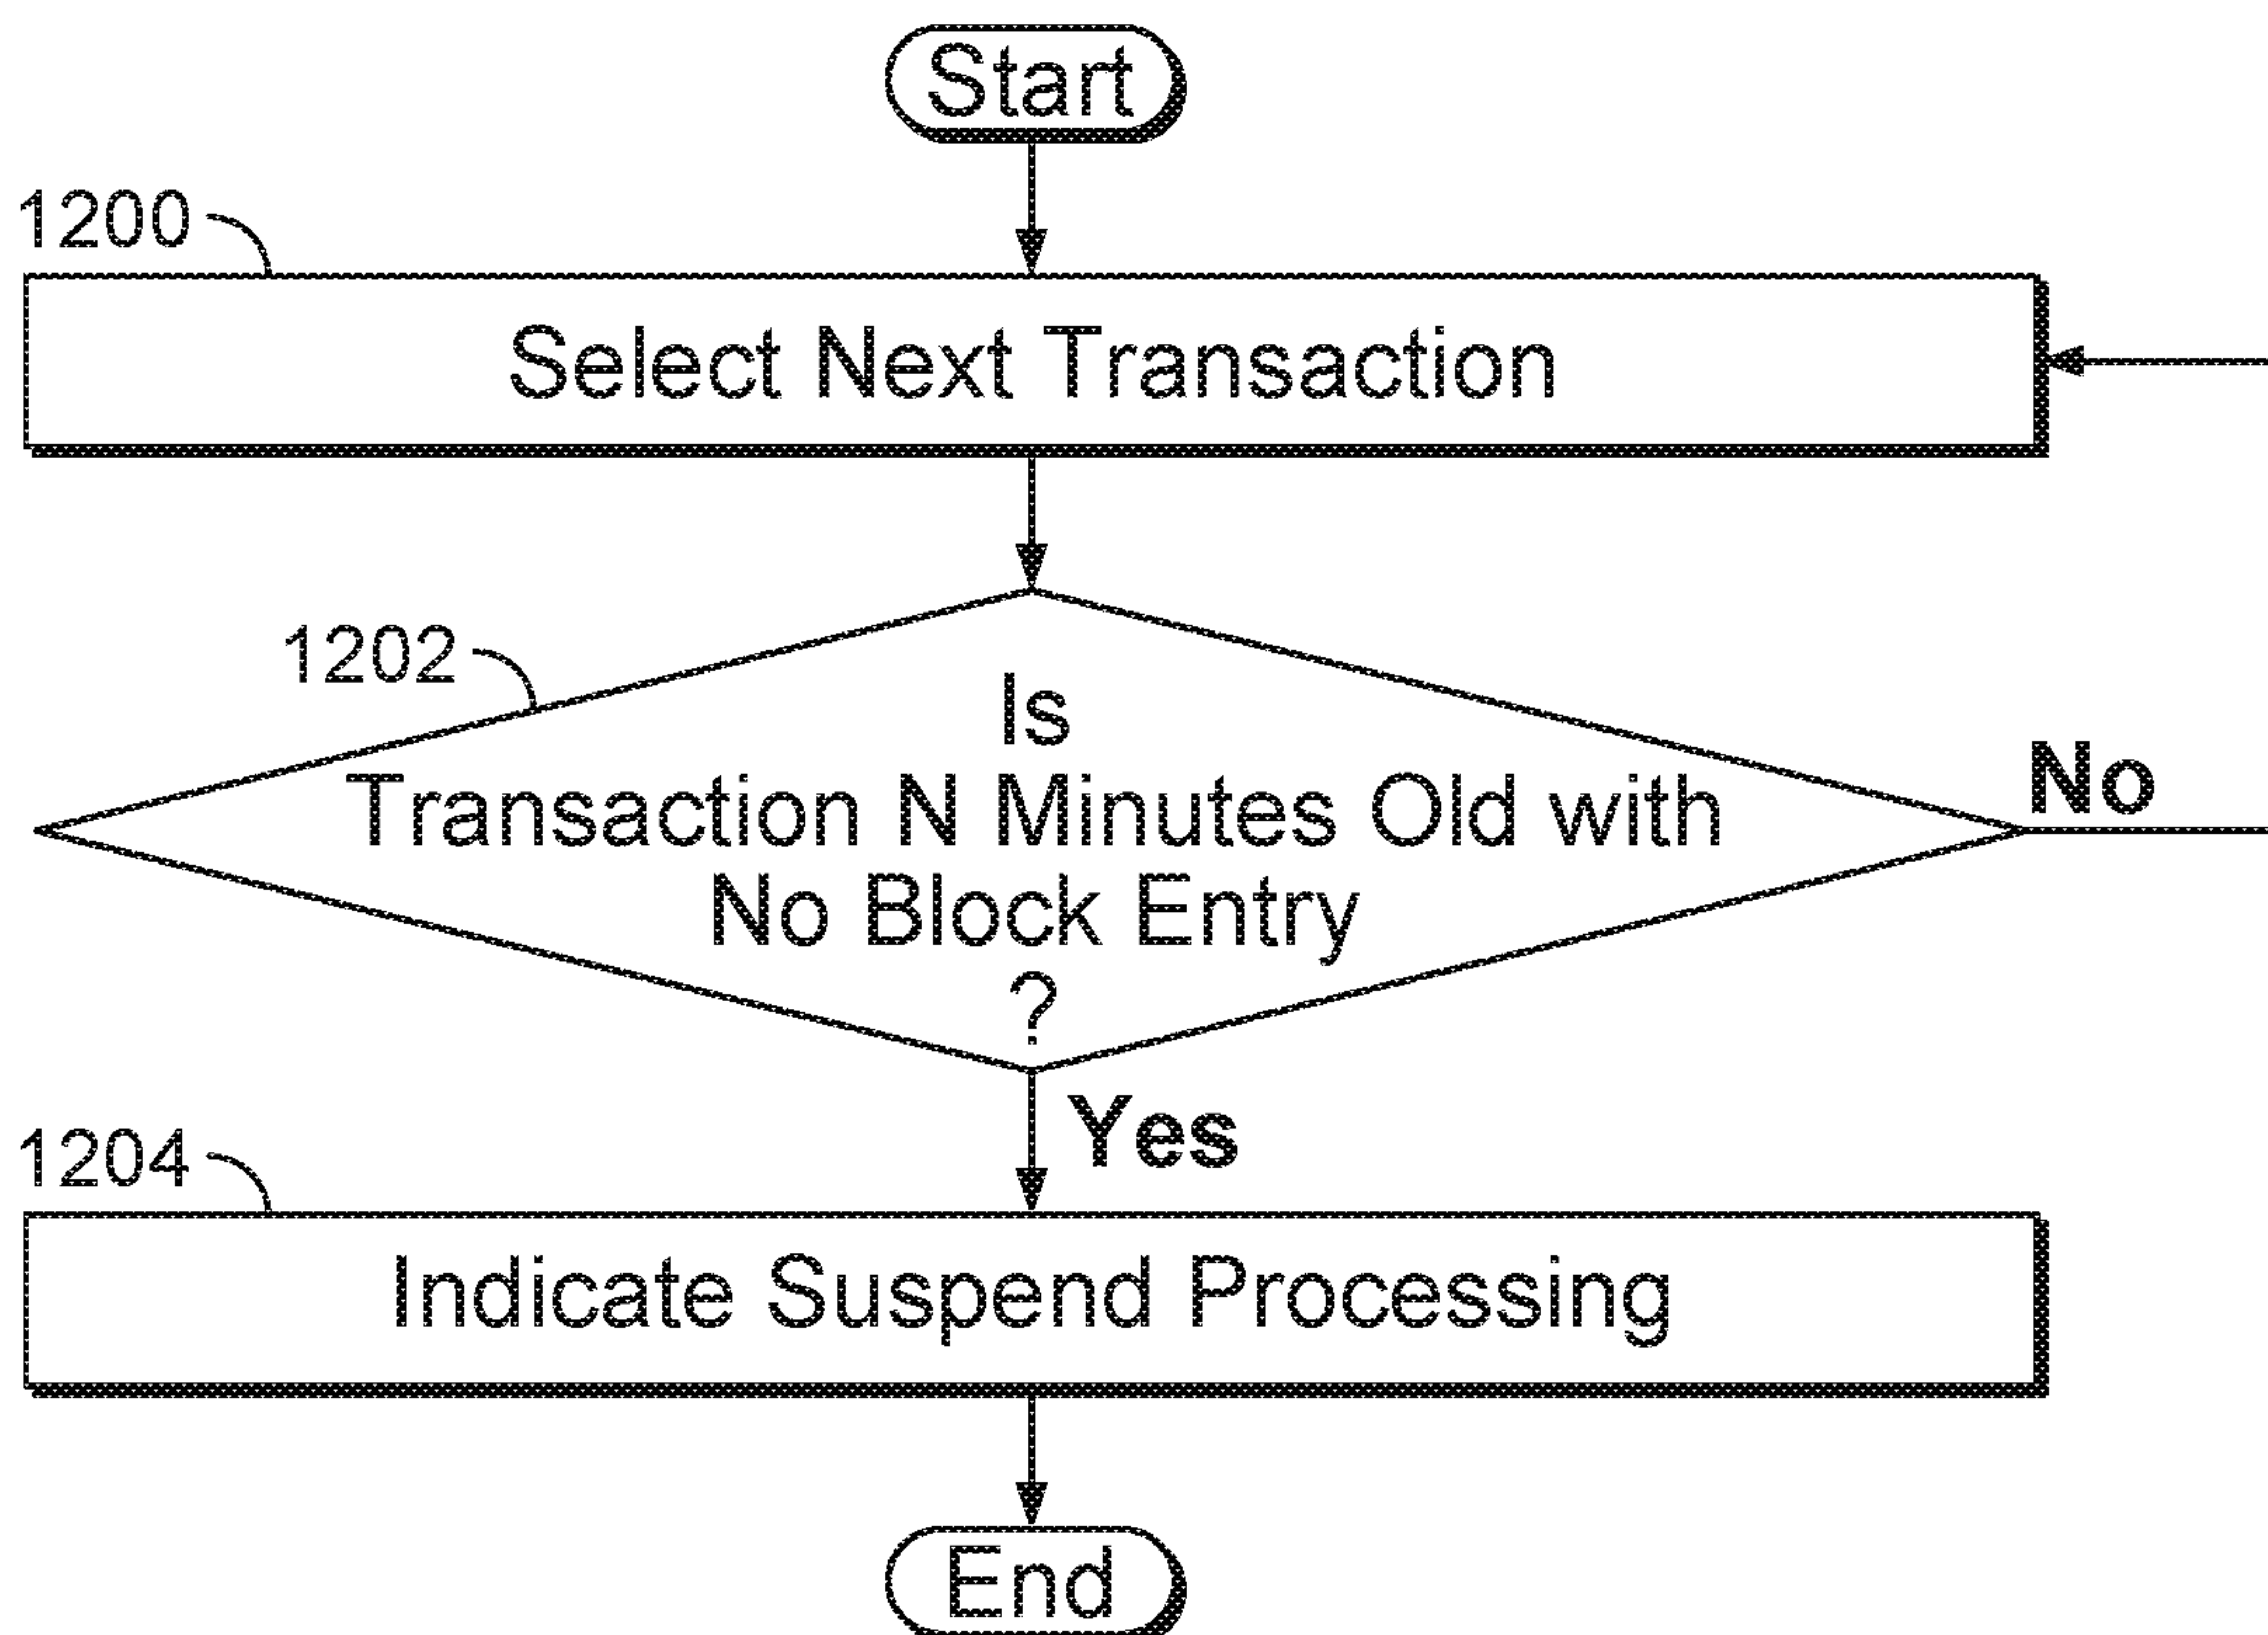 Start
1200
Select Next Transaction
1202
Is
Transaction N Minutes Old with
No Block Entry
?
No
Yes
1204
Indicate Suspend Processing
End